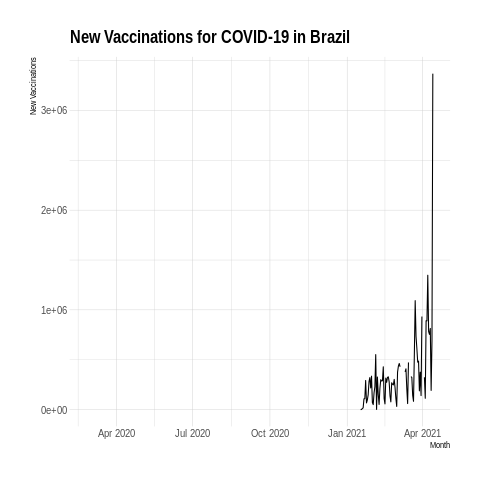 New Vaccinations for COVID-19 in Brazil
New Vaccinations
3e+06
2e+06
1e+06
0e+00
Apr 2020 Jul 2020 Oct 2020 Jan 2021 Apr 2021
Month